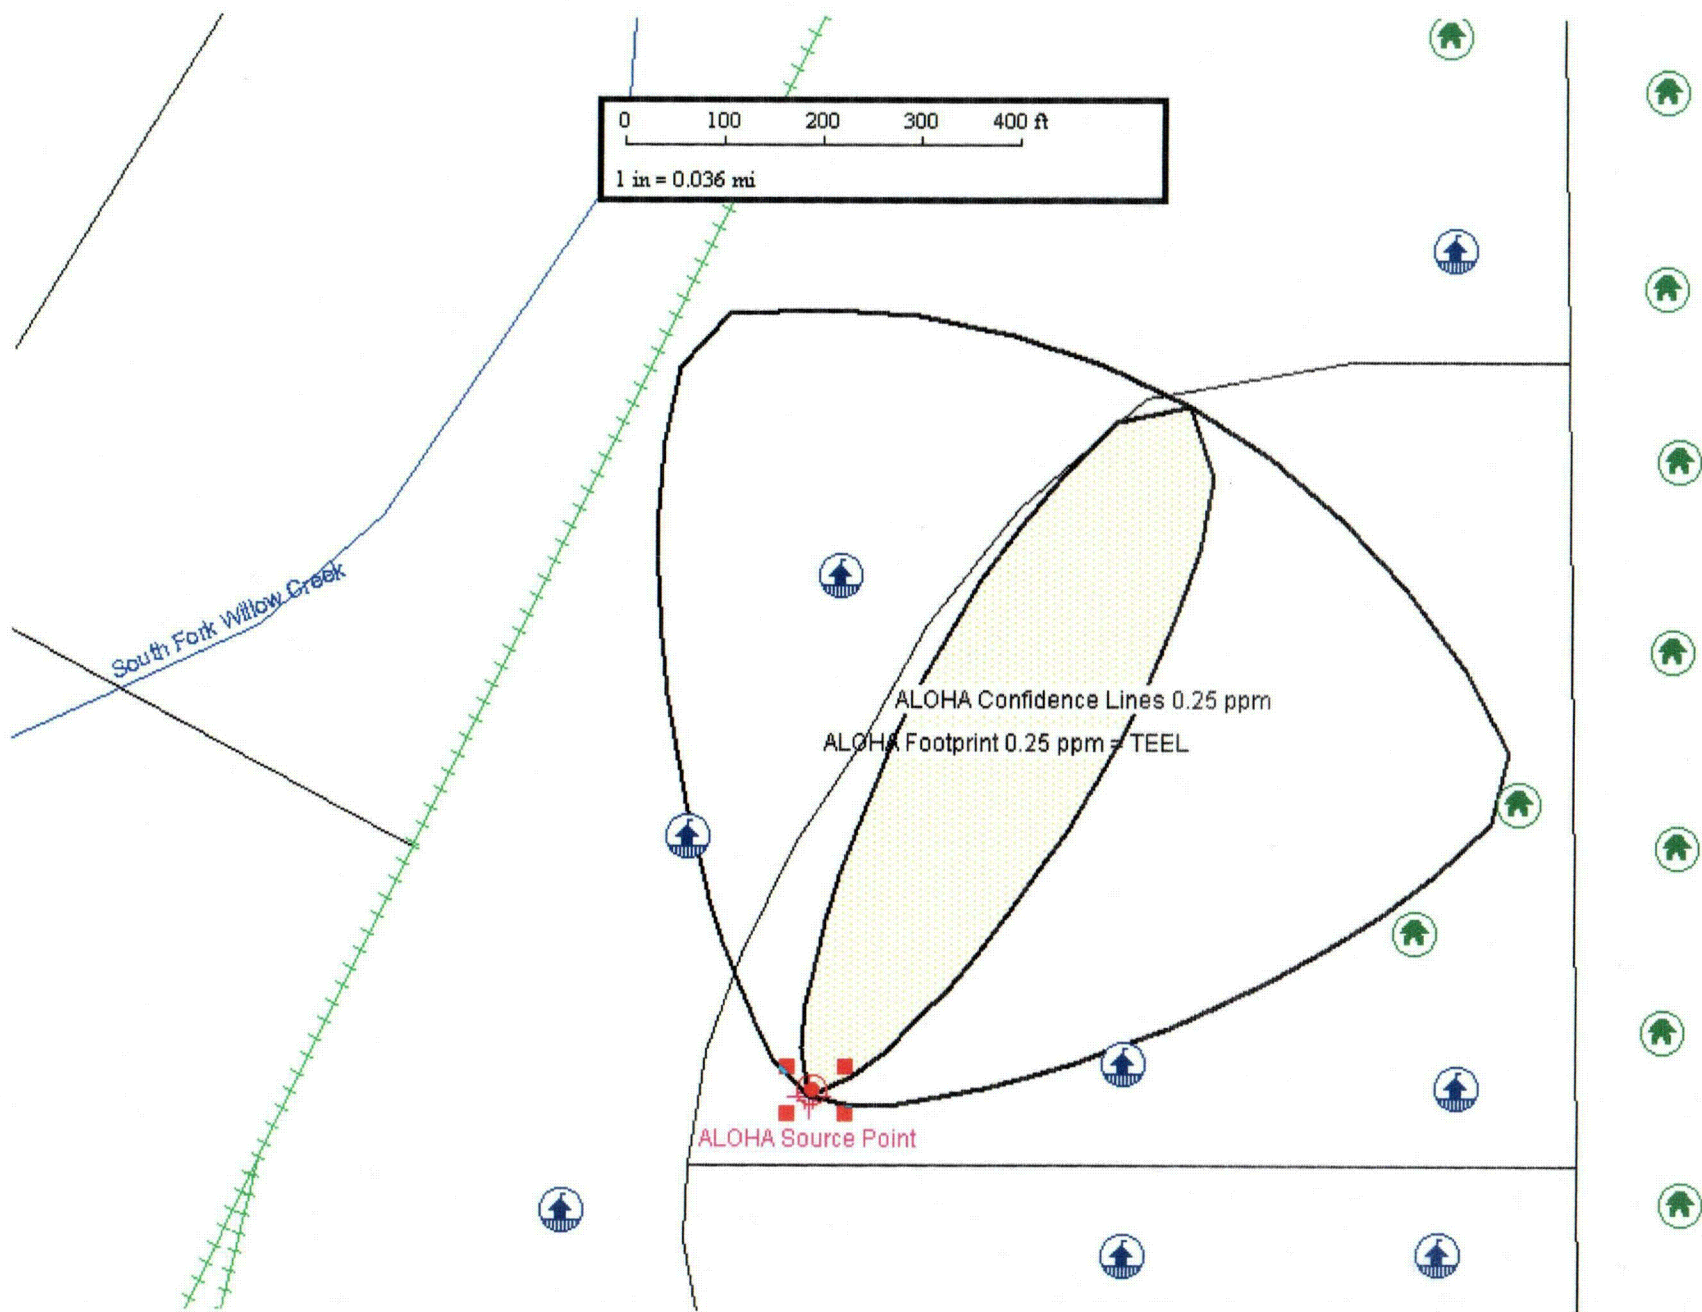 0 100 200 300 400 ft
1 in = 0.036 mi
South Fork Willow Creek
ALOHA Confidence Lines 0.25 ppm
ALOHA Footprint 0.25 ppm = TEEL
ALOHA Source Point